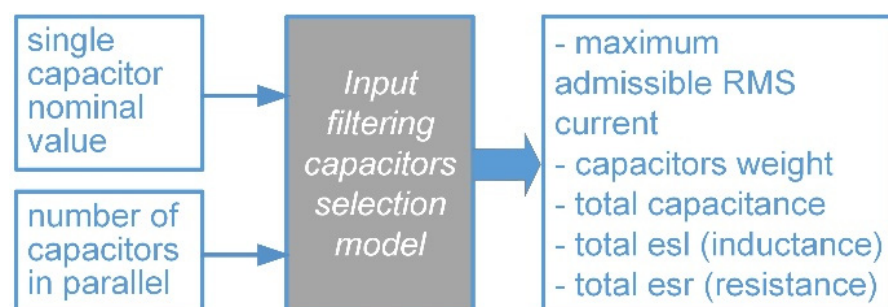 single
capacitor
nominal
value
number of
capacitors
in parallel
Input
filtering
capacitors
selection
model
- maximum
admissible RMS
current
- capacitors weight
- total capacitance
- total esl (inductance)
- total esr (resistance)